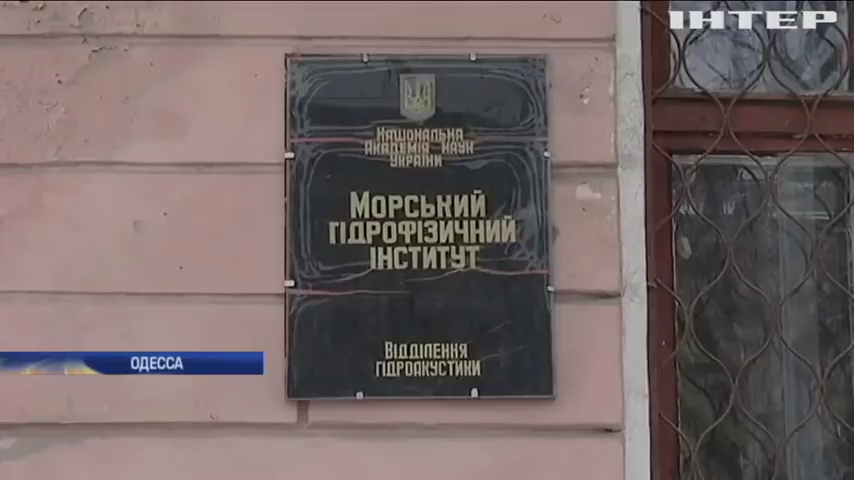 ІНТЕР
НАЦІОНАЛЬНА
АКАДЕМІЯ НАУК
УКРАЇНИ
МОРСЬКИЙ
ГІДРОФІЗИЧНИЙ
ІНСТИТУТ
ВІДДІЛЕННЯ
ГІДРОАКУСТИКИ
ОДЕССА